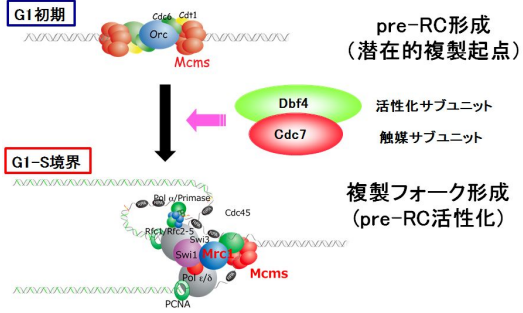 G1初期
Cdc6
Cdt1
Orc
Mcms
pre-RC形成
(潜在的複製起点)
Dbf4
活性化サブユニット
Cdc7
触媒サブユニット
G1-S境界
複製フォーク形成
(pre-RC活性化)
Pol α/Primase
Cdc45
Rfc1/Rfc2-5
Swi3
Swi1
Mrc1
Mcms
Pol ε/δ
PCNA